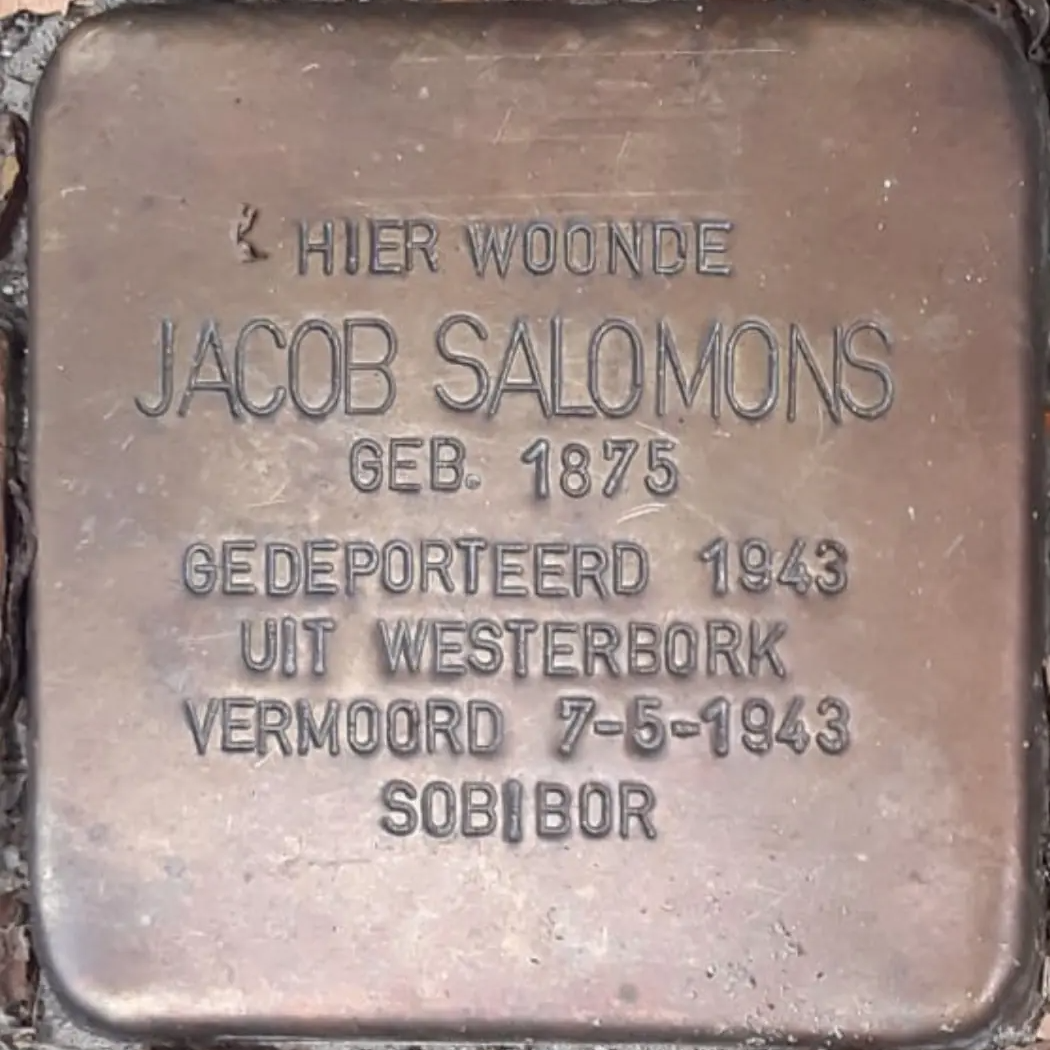 HIER WOONDE
JACOB SALOMONS
GEB. 1875
GEDEPORTEERD 1943
UIT WESTERBORK
VERMOORD 7-5-1943
SOBIBOR